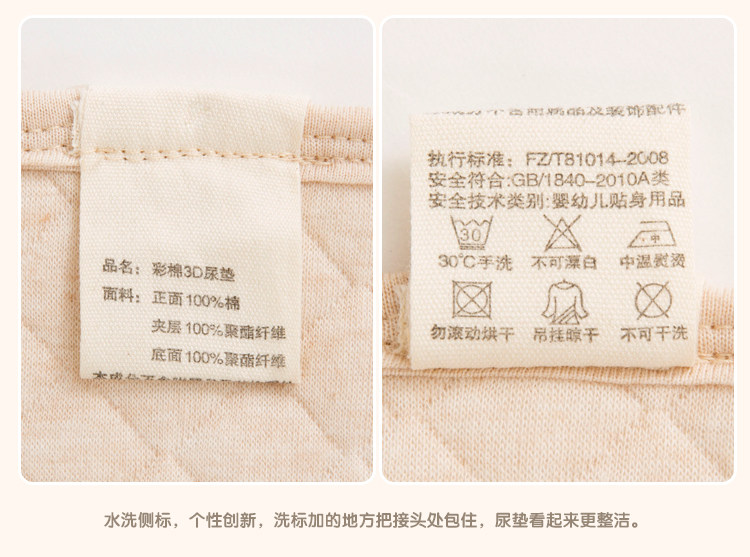 品名：彩棉3D尿垫
面料：正面100%棉
夹层100%聚酯纤维
底面100%聚酯纤维
执行标准：FZ/T81014--2008
安全符合:GB/1840--2010A类
安全技术类别:婴幼儿贴身用品
30
中
30℃手洗 不可漂白 中温熨烫
勿滚动烘干 吊挂晾干 不可干洗
水洗侧标，个性创新，洗标加的地方把接头处包住，尿垫看起来更整洁。